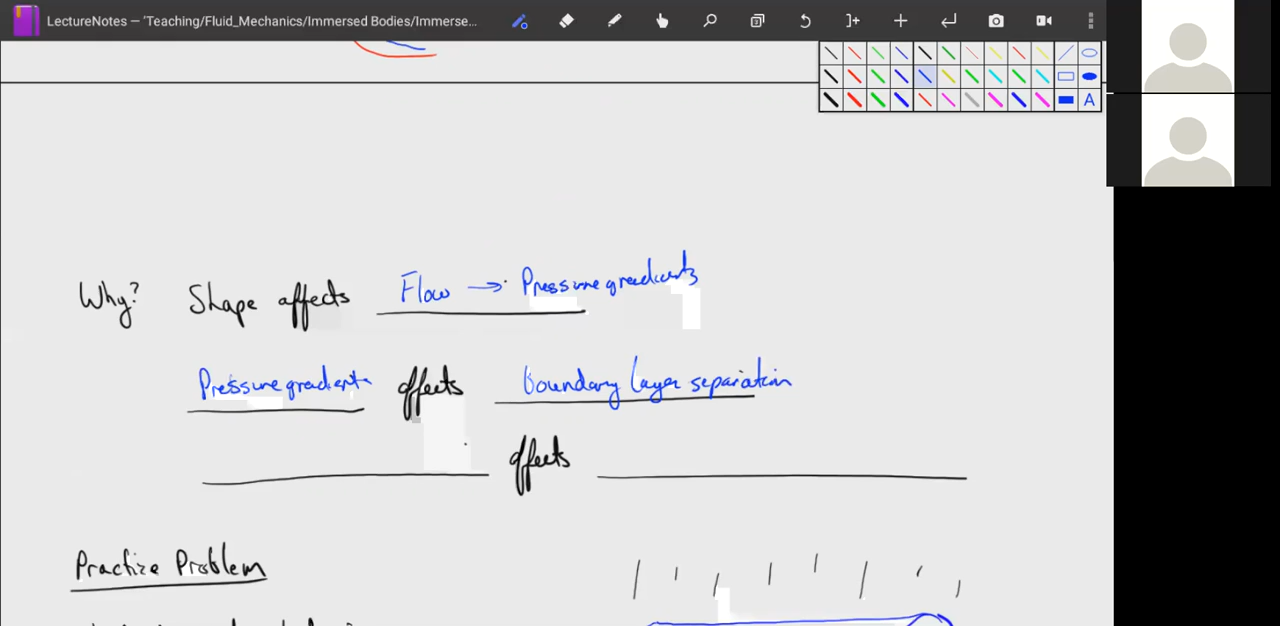 LectureNotes — 'Teaching/Fluid_Mechanics/Immersed Bodies/Immerse...
A
Why? Shape affects Flow → Pressure gradients
Pressure gradients affects Boundary layer separation
affects
Practice Problem